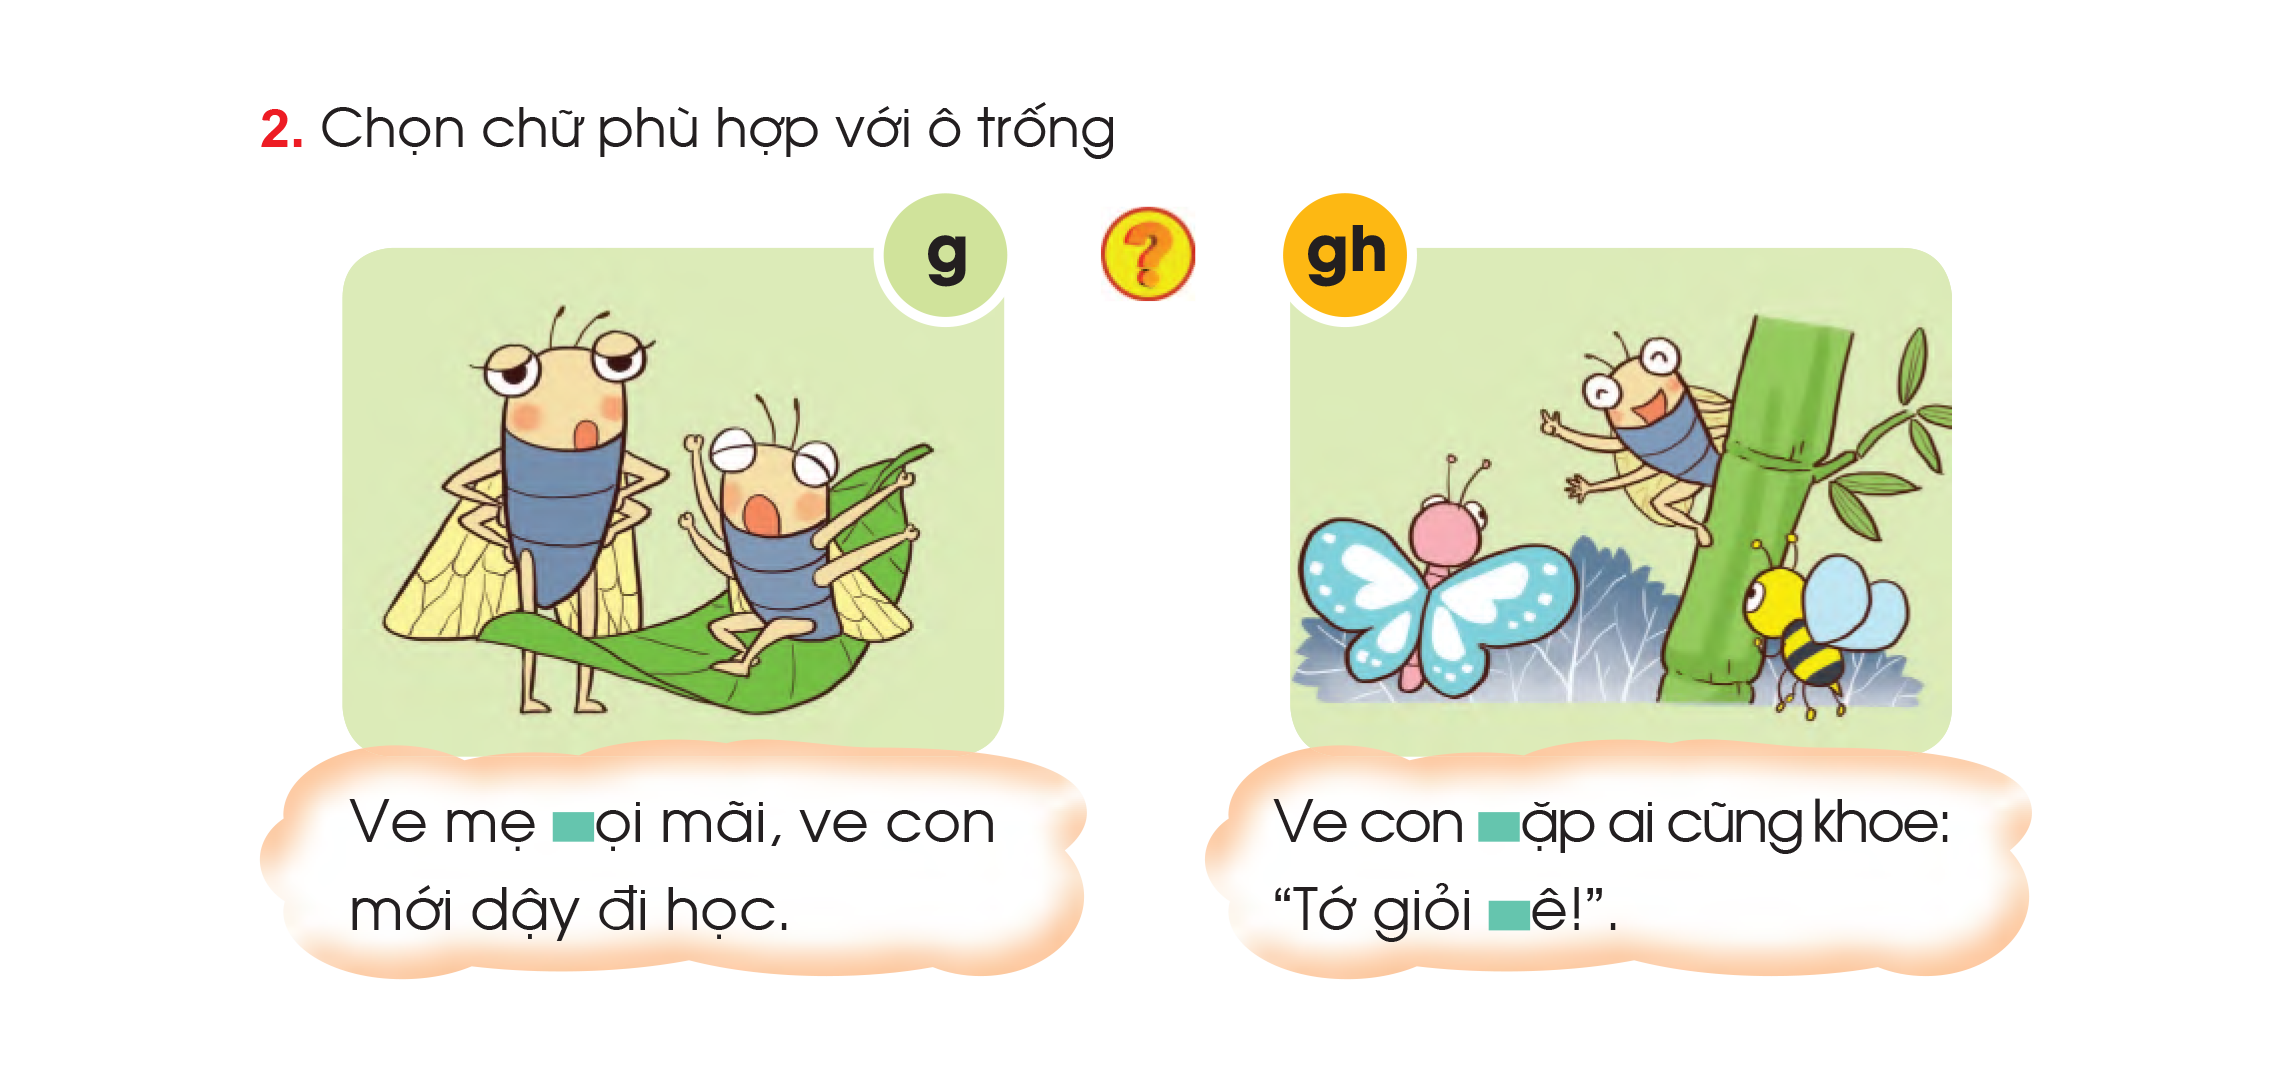 2. Chọn chữ phù hợp với ô trống
g ? gh
Ve mẹ ọi mãi, ve con
mới dậy đi học.
Ve con ặp ai cũng khoe:
“Tớ giỏi ê!”.